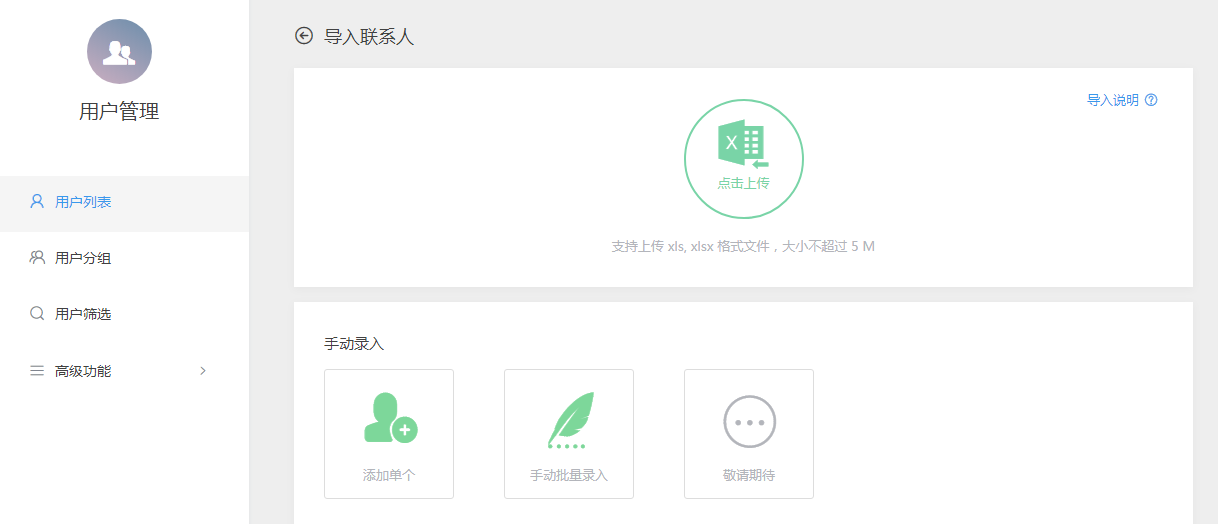 用户管理
用户列表
用户分组
用户筛选
高级功能
导入联系人
导入说明
X
点击上传
支持上传 xls, xlsx 格式文件，大小不超过 5 M
手动录入
添加单个
手动批量录入
敬请期待